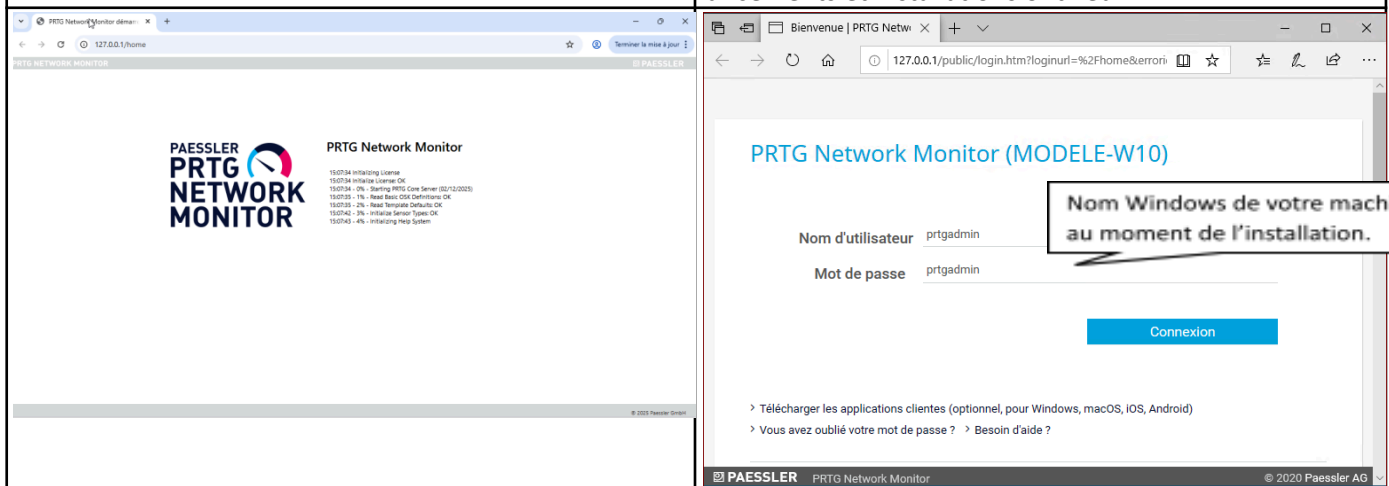 PRTG Network Monitor démarr
127.0.0.1/home
Terminer la mise à jour
PRTG NETWORK MONITOR
PAESSLER
PAESSLER
PRTG
NETWORK
MONITOR
PRTG Network Monitor
15:07:34 Initializing License
15:07:34 Initialize License: OK
15:07:34 - 0% - Starting PRTG Core Server (02/12/2025)
15:07:35 - 1% - Read Basic OSK Definitions: OK
15:07:35 - 2% - Read Template Defaults: OK
15:07:42 - 3% - Initialize Sensor Types: OK
15:07:43 - 4% - Initializing Help System
© 2025 Paessler GmbH
Bienvenue | PRTG Netw
127.0.0.1/public/login.htm?loginurl=%2Fhome&errori
PRTG Network Monitor (MODELE-W10)
Nom Windows de votre mach
au moment de l'installation.
Nom d'utilisateur prtgadmin
Mot de passe prtgadmin
Connexion
> Télécharger les applications clientes (optionnel, pour Windows, macOS, iOS, Android)
> Vous avez oublié votre mot de passe ? > Besoin d'aide ?
PAESSLER PRTG Network Monitor © 2020 Paessler AG